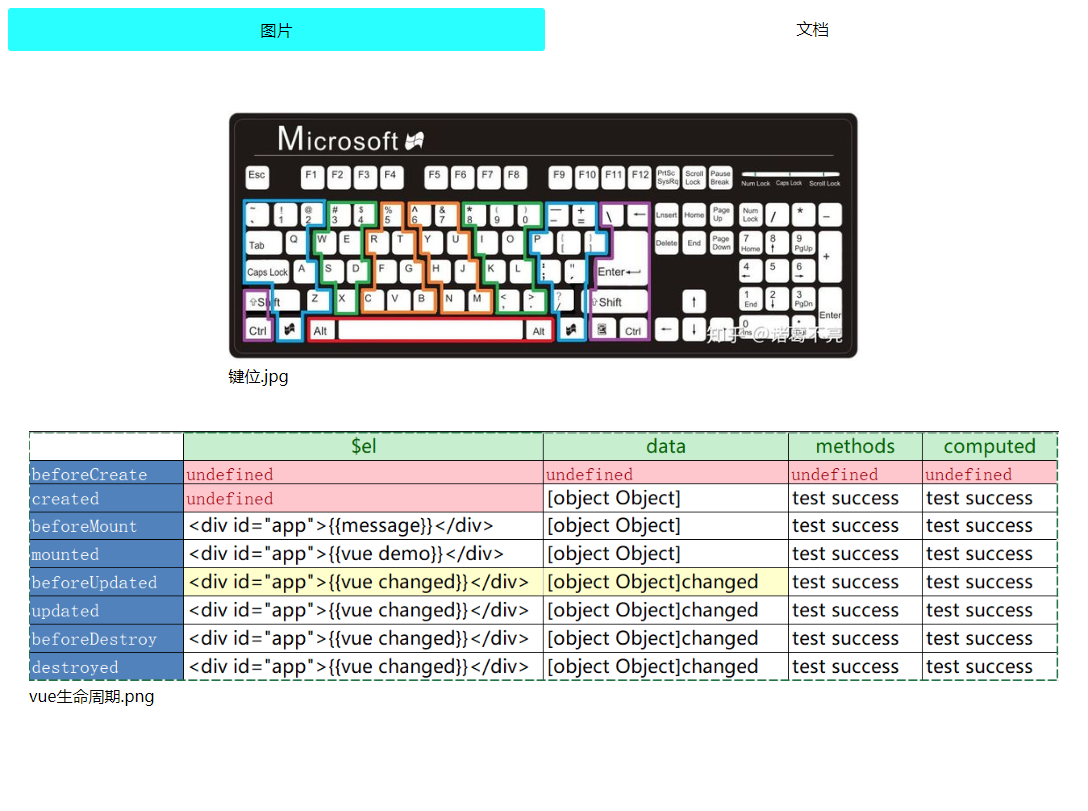 图片 文档
Microsoft
Esc F1 F2 F3 F4 F5 F6 F7 F8 F9 F10 F11 F12 PrtSc SysRq Scroll Lock Pause Break Num Lock Caps Lock Scroll Lock
~ ` ! 1 @ 2 # 3 $ 4 % 5 ^ 6 & 7 * 8 ( 9 ) 0 — – + = \ ← Lnsert Home Page Up Num Lock / * –
Tab Q W E R T Y U I O P { [ } ] Delete End Page Down 7 Home 8 ↑ 9 PgUp +
Caps Lock A S D F G H J K L : ; " ' Enter 4 ← 5 6 →
⇧Shift Z X C V B N M < , > . ? / ⇧Shift ↑ 1 End 2 ↓ 3 PgDn Enter
Ctrl Alt Alt Ctrl ← ↓ 0 Ins
知乎 @诸葛不亮
键位.jpg
$el data methods computed
beforeCreate undefined undefined undefined undefined
created undefined [object Object] test success test success
beforeMount <div id="app">{{message}}</div> [object Object] test success test success
mounted <div id="app">{{vue demo}}</div> [object Object] test success test success
beforeUpdated <div id="app">{{vue changed}}</div> [object Object]changed test success test success
updated <div id="app">{{vue changed}}</div> [object Object]changed test success test success
beforeDestroy <div id="app">{{vue changed}}</div> [object Object]changed test success test success
destroyed <div id="app">{{vue changed}}</div> [object Object]changed test success test success
vue生命周期.png